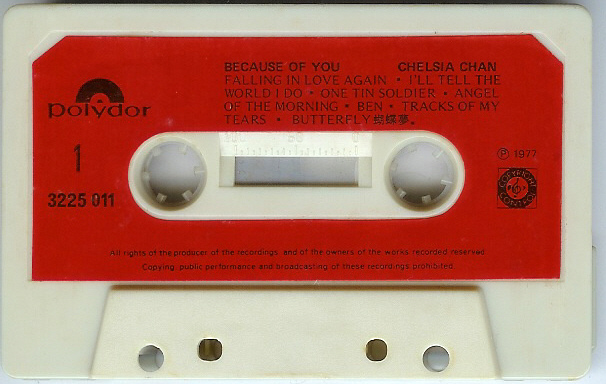 BECAUSE OF YOU CHELSIA CHAN
FALLING IN LOVE AGAIN • I'LL TELL THE
WORLD I DO • ONE TIN SOLDIER • ANGEL
OF THE MORNING • BEN • TRACKS OF MY
TEARS • BUTTERFLY 蝴蝶夢。
polydor
1
3225 011
℗ 1977
COPYRIGHT
CONTROL
All rights of the producer of the recordings and of the owners of the works recorded reserved.
Copying public performance and broadcasting of these recordings prohibited.